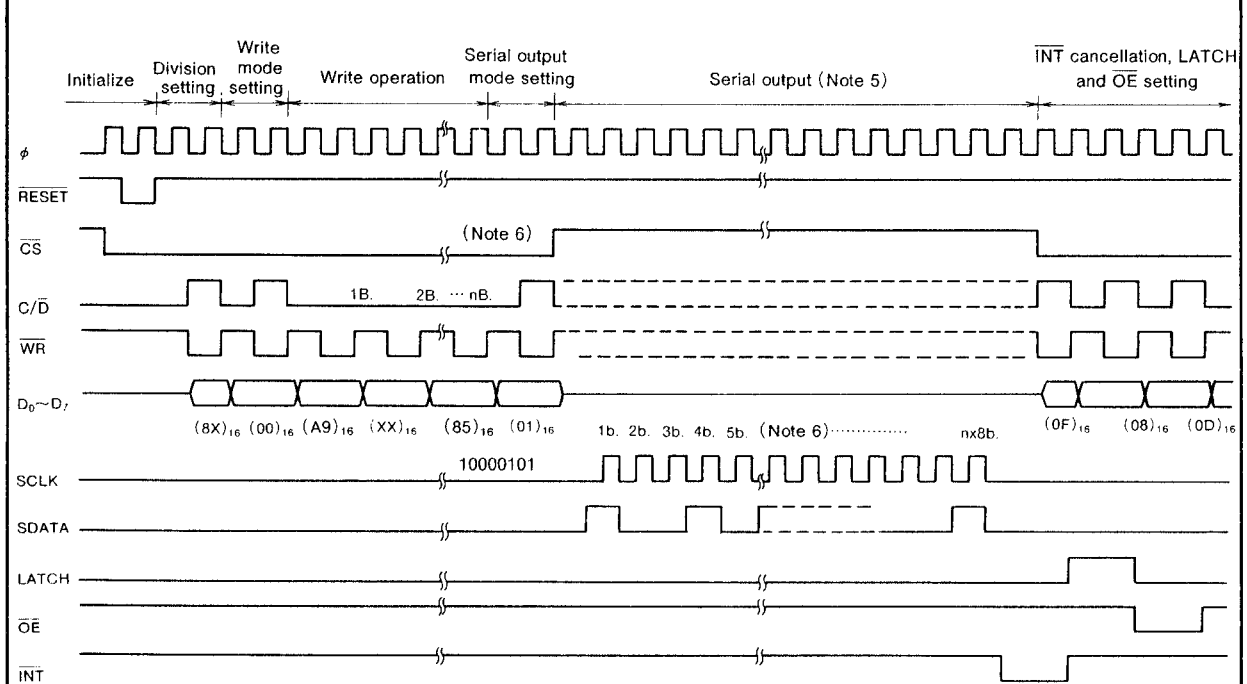 Initialize
Division setting
Write mode setting
Write operation
Serial output mode setting
Serial output (Note 5)
INT cancellation, LATCH and OE setting
φ
RESET
CS
(Note 6)
C/D
1B. 2B. ··· nB.
WR
D₀~D₇
(8X)₁₆ (00)₁₆ (A9)₁₆ (XX)₁₆ (85)₁₆ (01)₁₆
(0F)₁₆ (08)₁₆ (0D)₁₆
1b. 2b. 3b. 4b. 5b. (Note 6)·············· nx8b.
10000101
SCLK
SDATA
LATCH
OE
INT